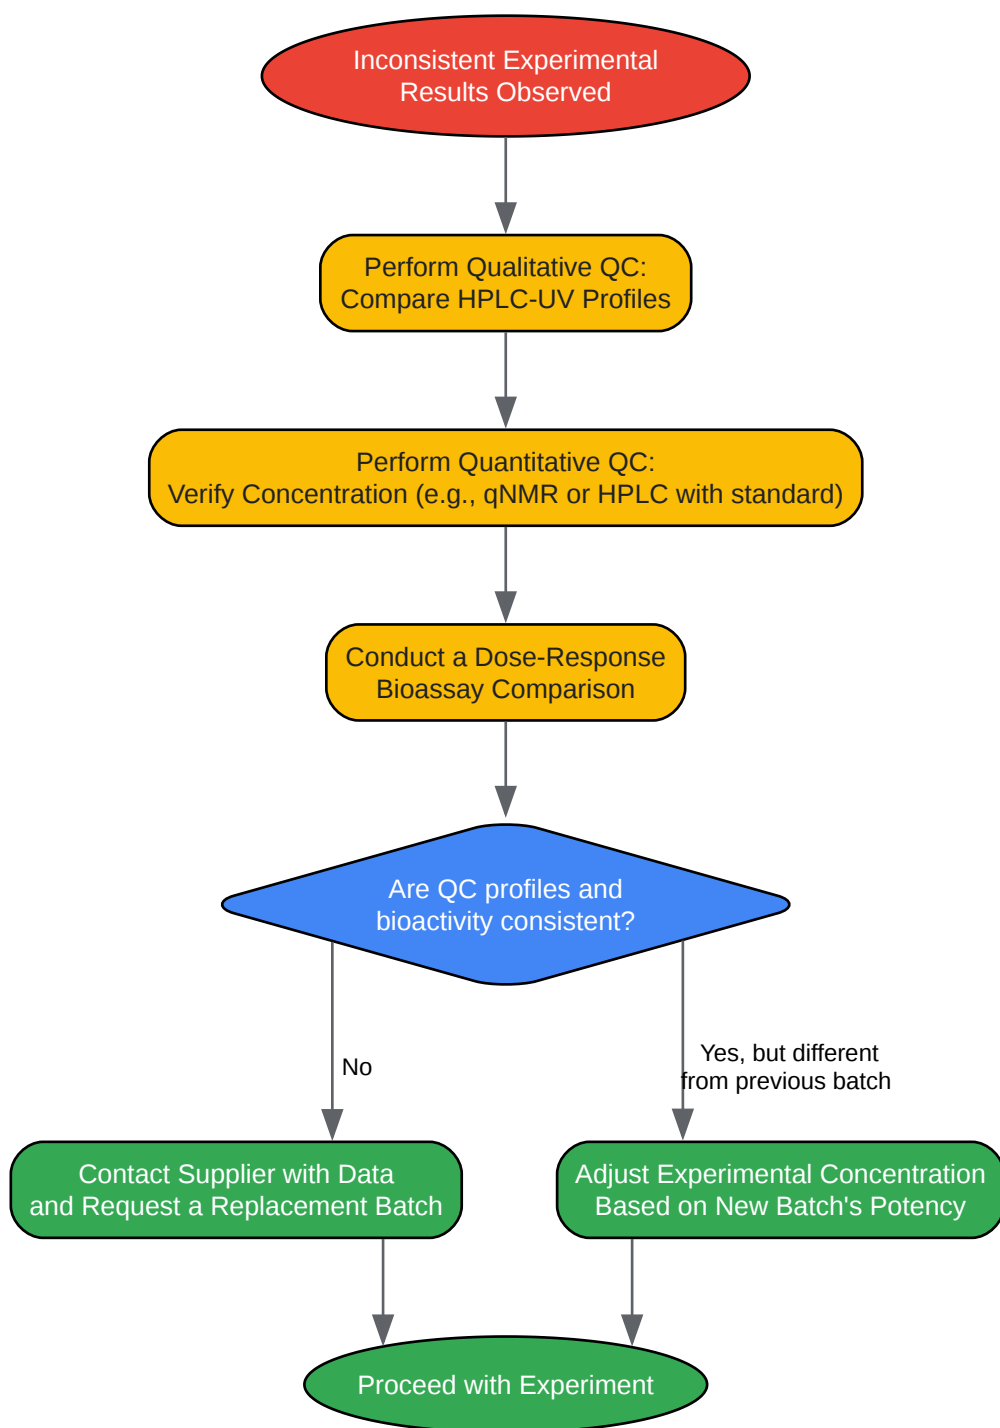 Inconsistent Experimental
Results Observed
Perform Qualitative QC:
Compare HPLC-UV Profiles
Perform Quantitative QC:
Verify Concentration (e.g., qNMR or HPLC with standard)
Conduct a Dose-Response
Bioassay Comparison
Are QC profiles and
bioactivity consistent?
No
Yes, but different
from previous batch
Contact Supplier with Data
and Request a Replacement Batch
Adjust Experimental Concentration
Based on New Batch's Potency
Proceed with Experiment